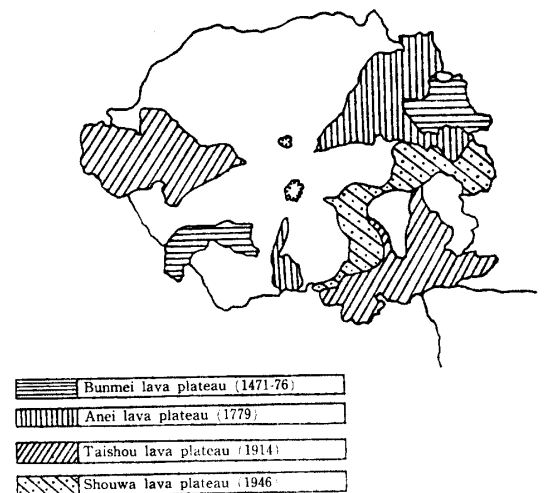 Bunmei lava plateau (1471-76)
Anei lava plateau (1779)
Taishou lava plateau (1914)
Shouwa lava plateau (1946)